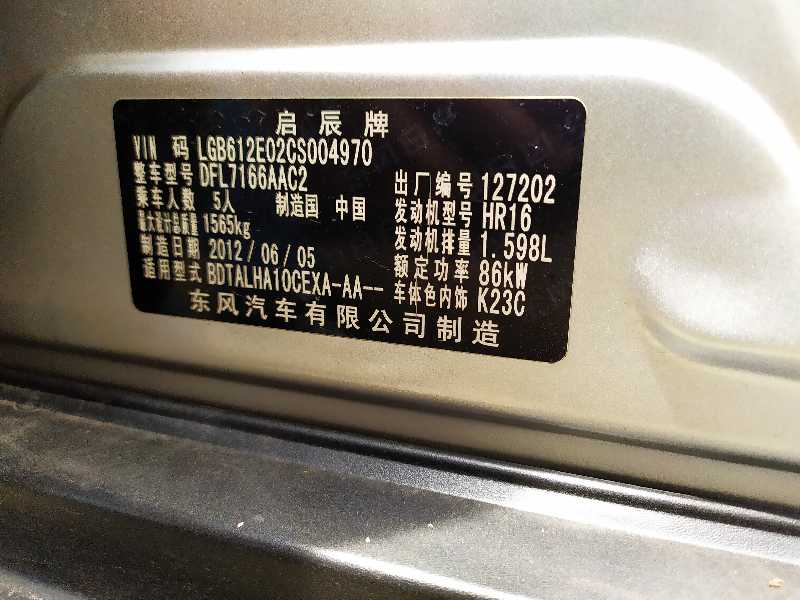 启辰牌
VIN 码 LGB612E02CS004970
整车型号 DFL7166AAC2
出厂编号 127202
乘车人数 5人 制造国 中国
发动机型号 HR16
最大设计总质量 1565kg
发动机排量 1.598L
制造日期 2012/06/05
额定功率 86kW
适用型式 BDTALHA10CEXA-AA--
车体色内饰 K23C
东风汽车有限公司制造